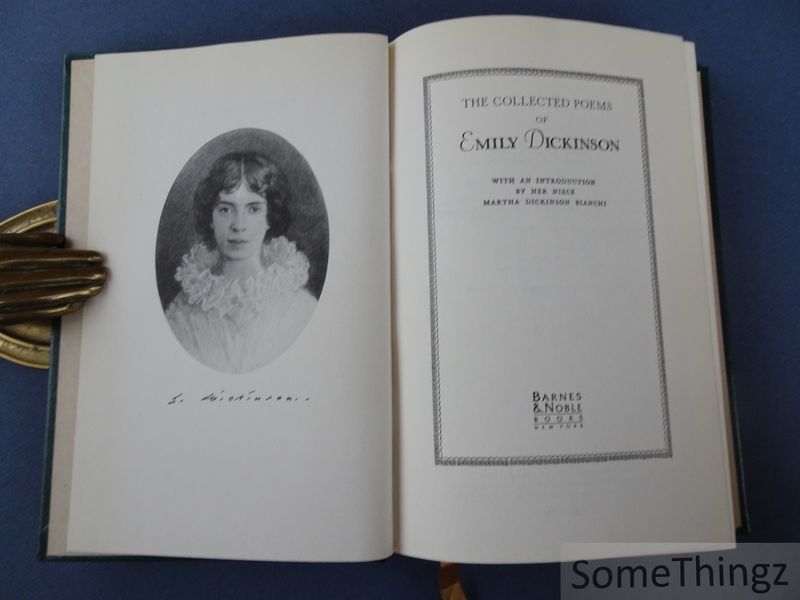 E. Dickinson.
THE COLLECTED POEMS
OF
EMILY DICKINSON
WITH AN INTRODUCTION
BY HER NIECE
MARTHA DICKINSON BIANCHI
BARNES
& NOBLE
BOOKS
NEW YORK
SomeThingz